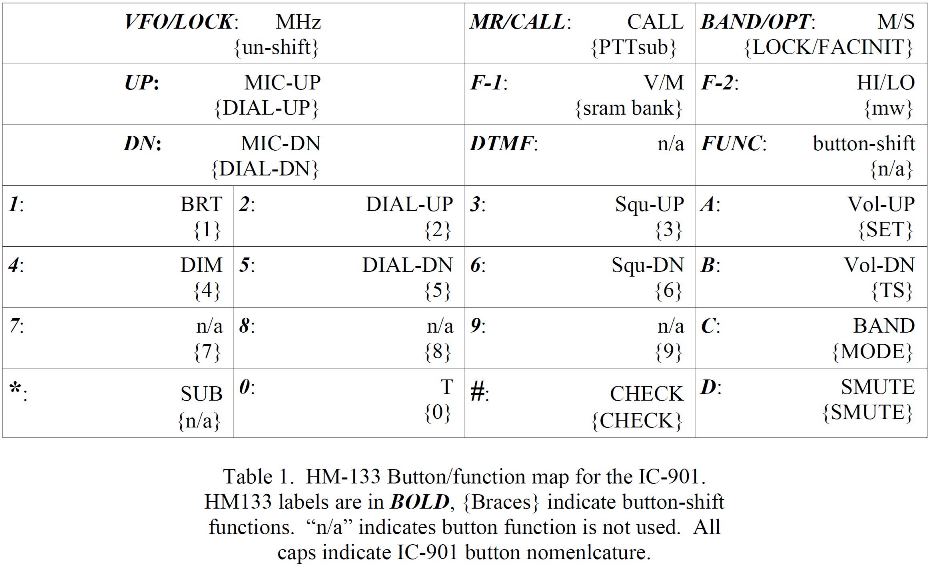 VFO/LOCK: MHz MR/CALL: CALL BAND/OPT: M/S
{un-shift} {PTTsub} {LOCK/FACINIT}
UP: MIC-UP F-1: V/M F-2: HI/LO
{DIAL-UP} {sram bank} {mw}
DN: MIC-DN DTMF: n/a FUNC: button-shift
{DIAL-DN} {n/a}
1: BRT 2: DIAL-UP 3: Squ-UP A: Vol-UP
{1} {2} {3} {SET}
4: DIM 5: DIAL-DN 6: Squ-DN B: Vol-DN
{4} {5} {6} {TS}
7: n/a 8: n/a 9: n/a C: BAND
{7} {8} {9} {MODE}
*: SUB 0: T #: CHECK D: SMUTE
{n/a} {0} {CHECK} {SMUTE}
Table 1. HM-133 Button/function map for the IC-901.
HM133 labels are in BOLD, {Braces} indicate button-shift
functions. “n/a” indicates button function is not used. All
caps indicate IC-901 button nomenlcature.